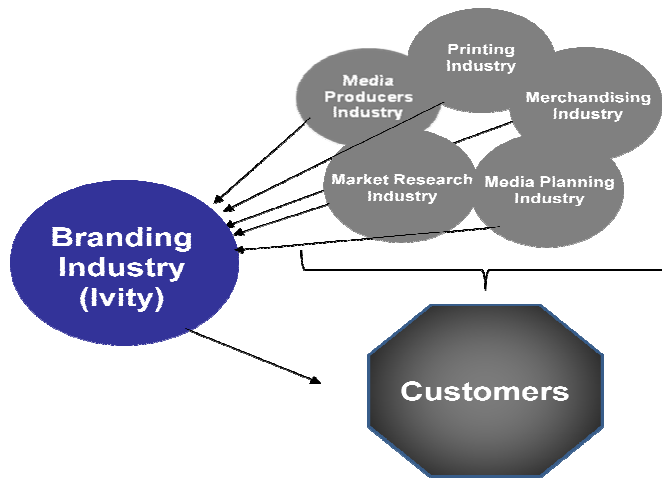 Printing
Industry
Media
Producers
Industry
Merchandising
Industry
Market Research
Industry
Media Planning
Industry
Branding
Industry
(Ivity)
Customers